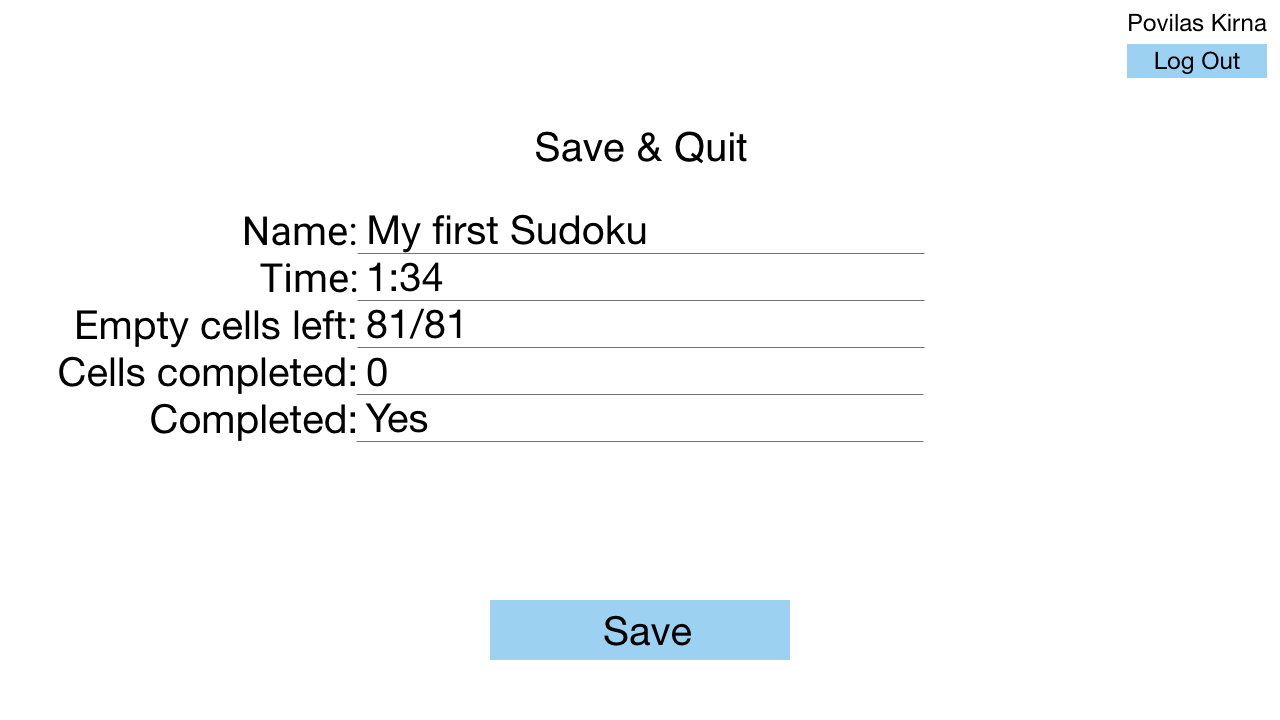 Povilas Kirna
Log Out
Save & Quit
Name: My first Sudoku
Time: 1:34
Empty cells left: 81/81
Cells completed: 0
Completed: Yes
Save